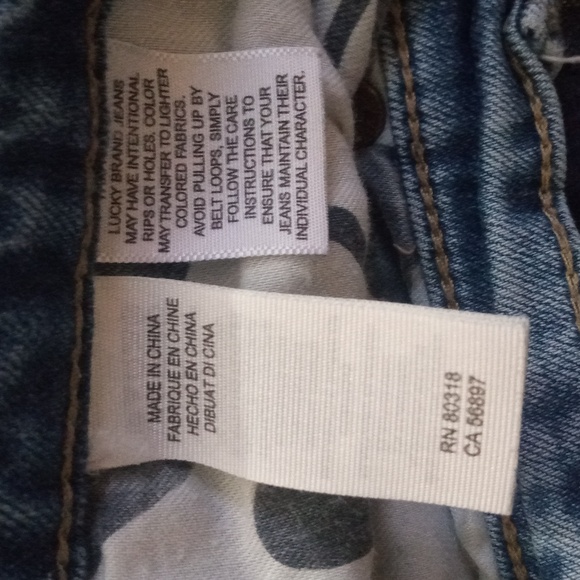 LUCKY BRAND JEANS
MAY HAVE INTENTIONAL
RIPS OR HOLES. COLOR
MAY TRANSFER TO LIGHTER
COLORED FABRICS.
AVOID PULLING UP BY
BELT LOOPS, SIMPLY
FOLLOW THE CARE
INSTRUCTIONS TO
ENSURE THAT YOUR
JEANS MAINTAIN THEIR
INDIVIDUAL CHARACTER.
MADE IN CHINA
FABRIQUE EN CHINE
HECHO EN CHINA
DIBUAT DI CINA
RN 80318
CA 56897